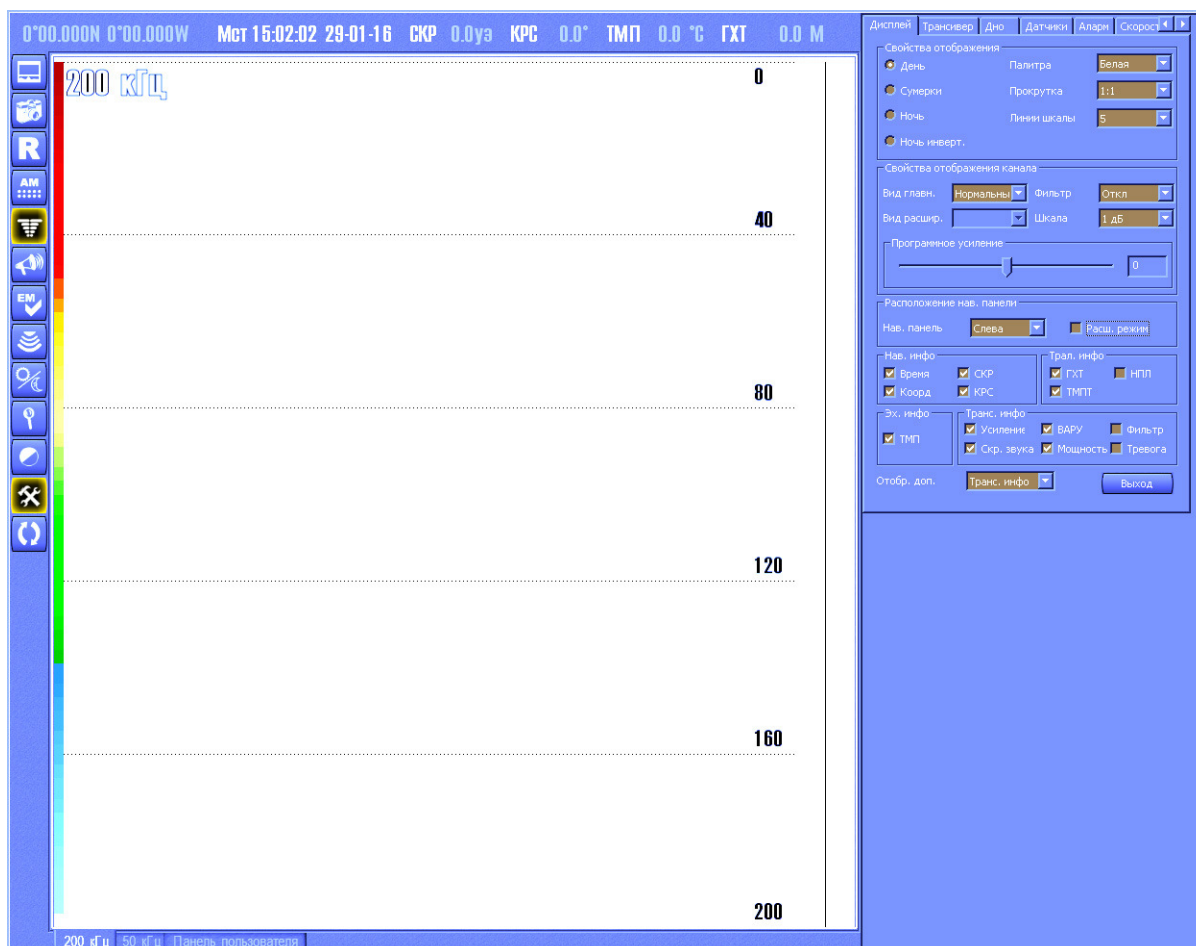 0°00.000N 0°00.000W Мст 15:02:02 29-01-16 СКР 0.0уз КРС 0.0° ТМП 0.0 °C ГХТ 0.0 М
R
AM
EM
200 кГц
0
40
80
120
160
200
200 кГц 50 кГц Панель пользователя
Дисплей Трансивер Дно Датчики Аларм Скорост
Свойства отображения
День Палитра Белая
Сумерки Прокрутка 1:1
Ночь Линии шкалы 5
Ночь инверт.
Свойства отображения канала
Вид главн. Нормальны Фильтр Откл
Вид расшир. Шкала 1 дБ
Программное усиление
0
Расположение нав. панели
Нав. панель Слева Расш. режим
Нав. инфо Трал. инфо
Время СКР ГХТ НПЛ
Коорд КРС ТМПТ
Эх. инфо Транс. инфо
ТМП Усиление ВАРУ Фильтр
Скр. звука Мощность Тревога
Отобр. доп. Транс. инфо Выход